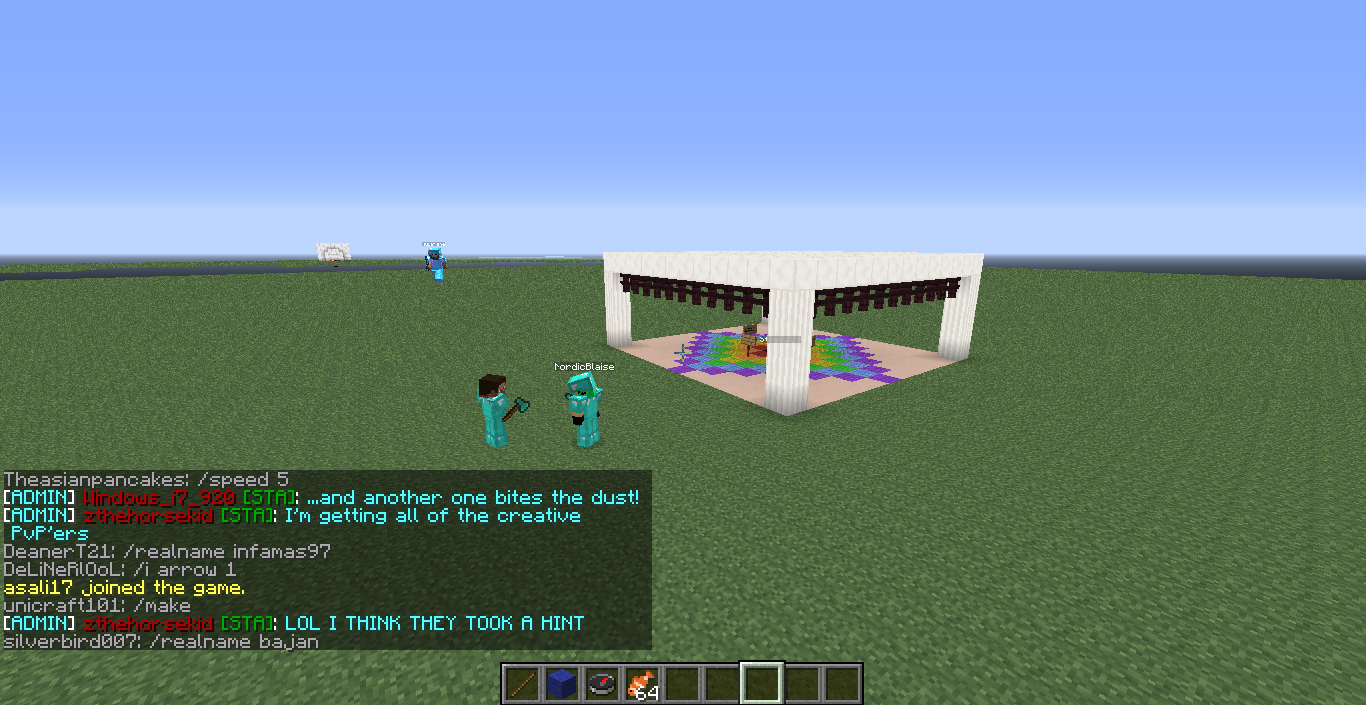 NordicBlaise
Theasianpancakes: /speed 5
[ADMIN] Windows_i7_920 [STA]: ...and another one bites the dust!
[ADMIN] zthehorsekid [STA]: I'm getting all of the creative
PvP'ers
DeanerT21: /realname infamas97
DeLiNeRlOoL: /i arrow 1
asali17 joined the game.
unicraft101: /make
[ADMIN] zthehorsekid [STA]: LOL I THINK THEY TOOK A HINT
silverbird007: /realname bajan
64